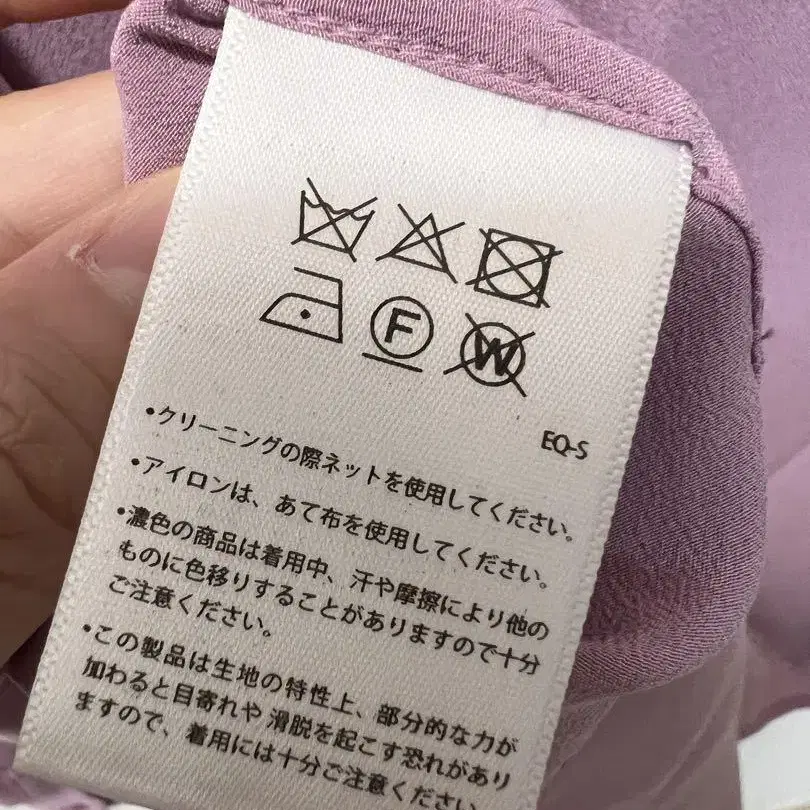 F W
EQ-S
•クリーニングの際ネットを使用してください。
•アイロンは、あて布を使用してください。
•濃色の商品は着用中、汗や摩擦により他の
ものに色移りすることがありますので十分
ご注意ください。
•この製品は生地の特性上、部分的な力が
加わると目寄れや 滑脱を起こす恐れがあり
ますので、着用には十分ご注意ください。